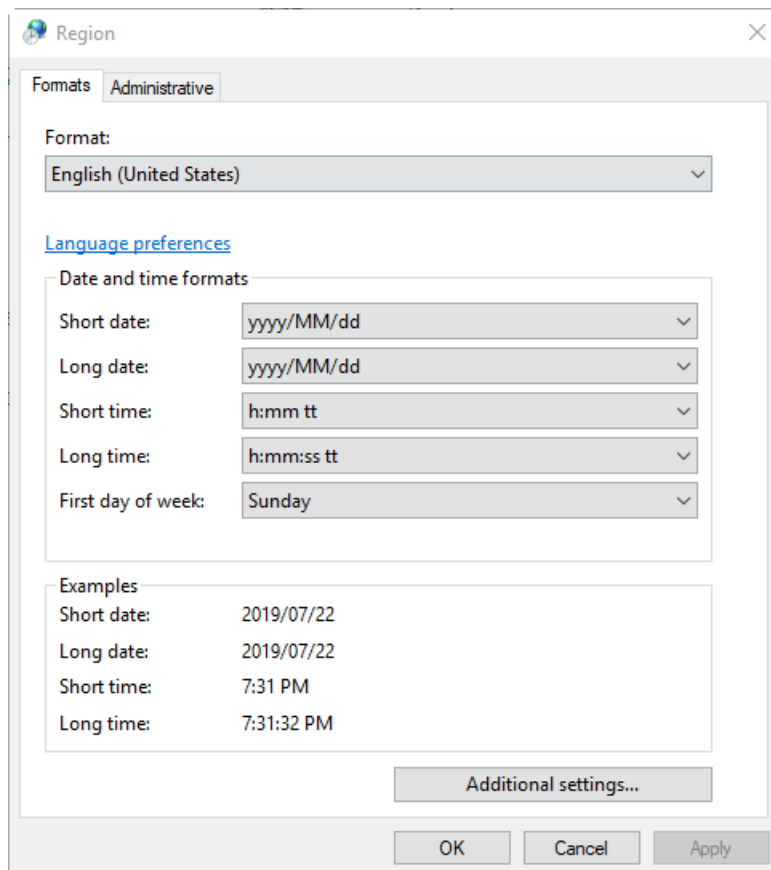 Region
Formats
Administrative
Format:
English (United States)
Language preferences
Date and time formats
Short date: yyyy/MM/dd
Long date: yyyy/MM/dd
Short time: h:mm tt
Long time: h:mm:ss tt
First day of week: Sunday
Examples
Short date: 2019/07/22
Long date: 2019/07/22
Short time: 7:31 PM
Long time: 7:31:32 PM
Additional settings...
OK Cancel Apply